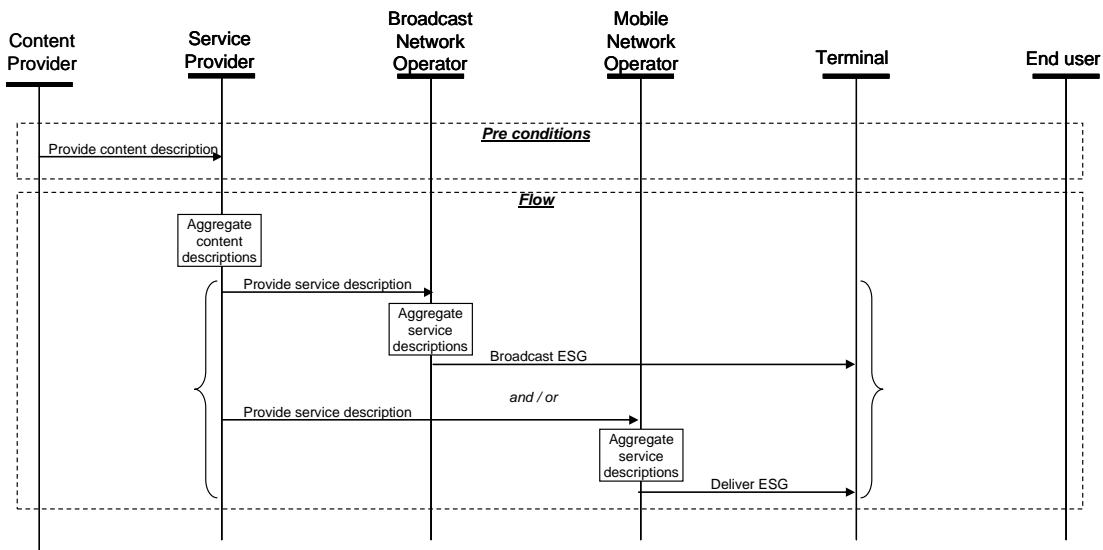 Content
Provider
Service
Provider
Broadcast
Network
Operator
Mobile
Network
Operator
Terminal
End user
Pre conditions
Provide content description
Flow
Aggregate
content
descriptions
Provide service description
Aggregate
service
descriptions
Broadcast ESG
and / or
Provide service description
Aggregate
service
descriptions
Deliver ESG